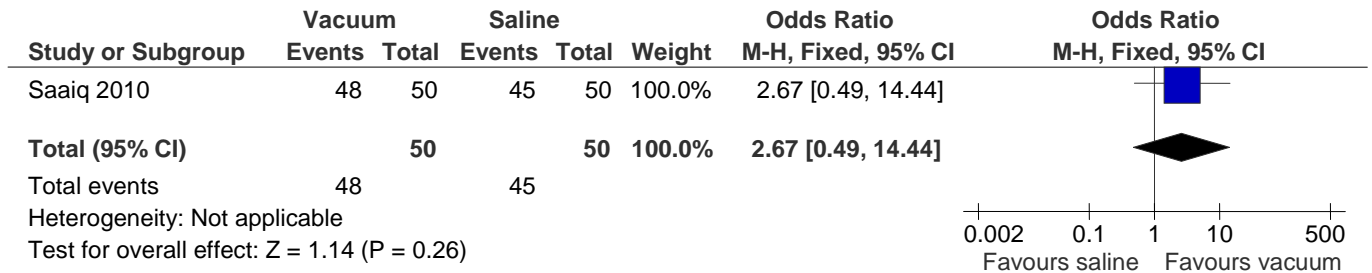 Vacuum Saline Odds Ratio Odds Ratio
Study or Subgroup Events Total Events Total Weight M-H, Fixed, 95% CI M-H, Fixed, 95% CI
Saaiq 2010 48 50 45 50 100.0% 2.67 [0.49, 14.44]
Total (95% CI) 50 50 100.0% 2.67 [0.49, 14.44]
Total events 48 45
Heterogeneity: Not applicable
Test for overall effect: Z = 1.14 (P = 0.26)
0.002 0.1 1 10 500
Favours saline Favours vacuum